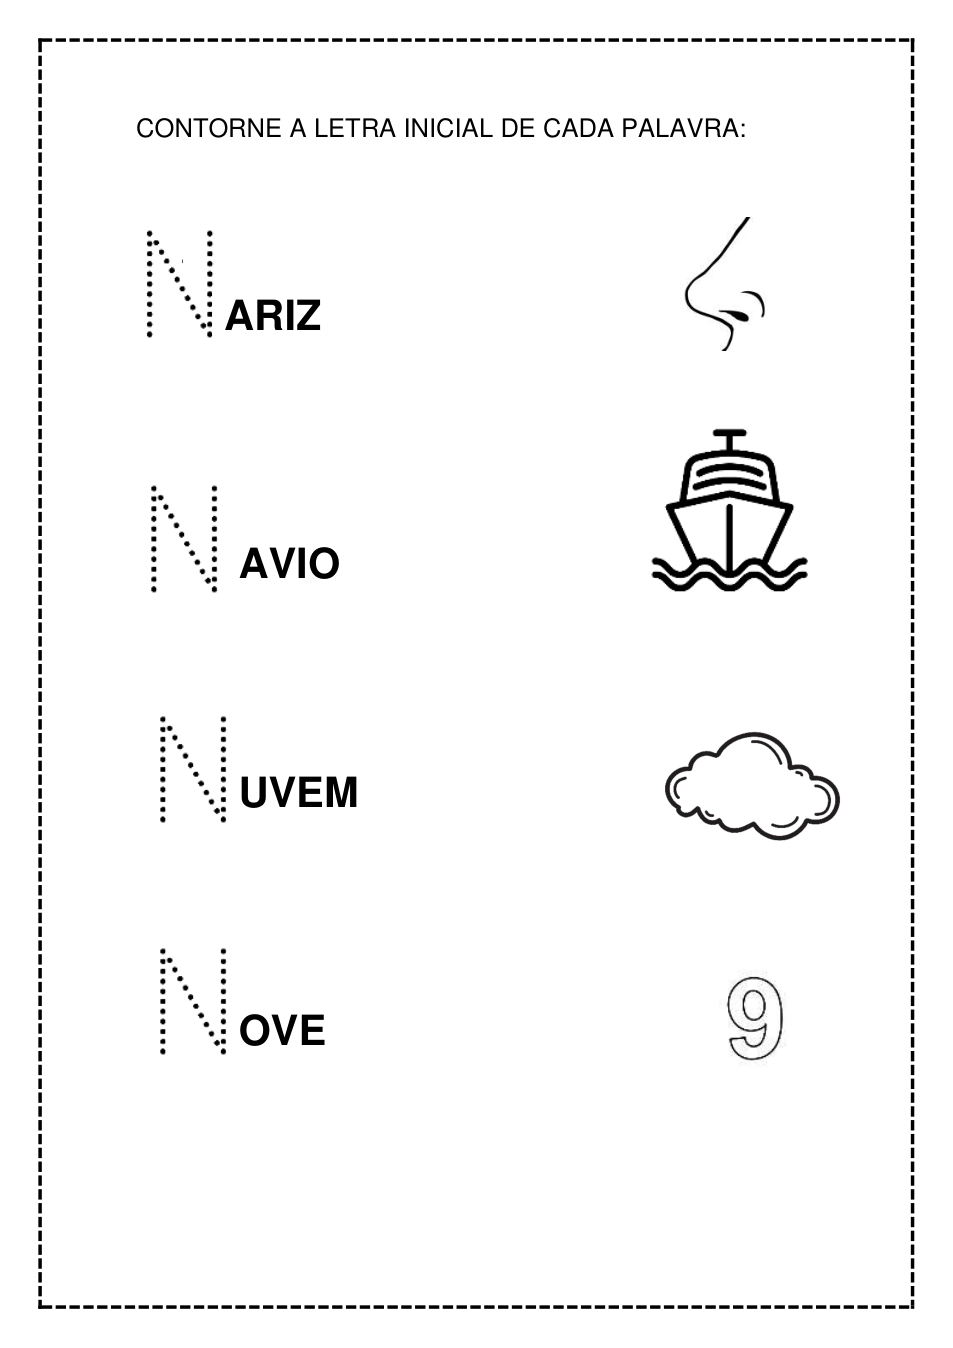 CONTORNE A LETRA INICIAL DE CADA PALAVRA:
NARIZ
NAVIO
NUVEM
NOVE
9